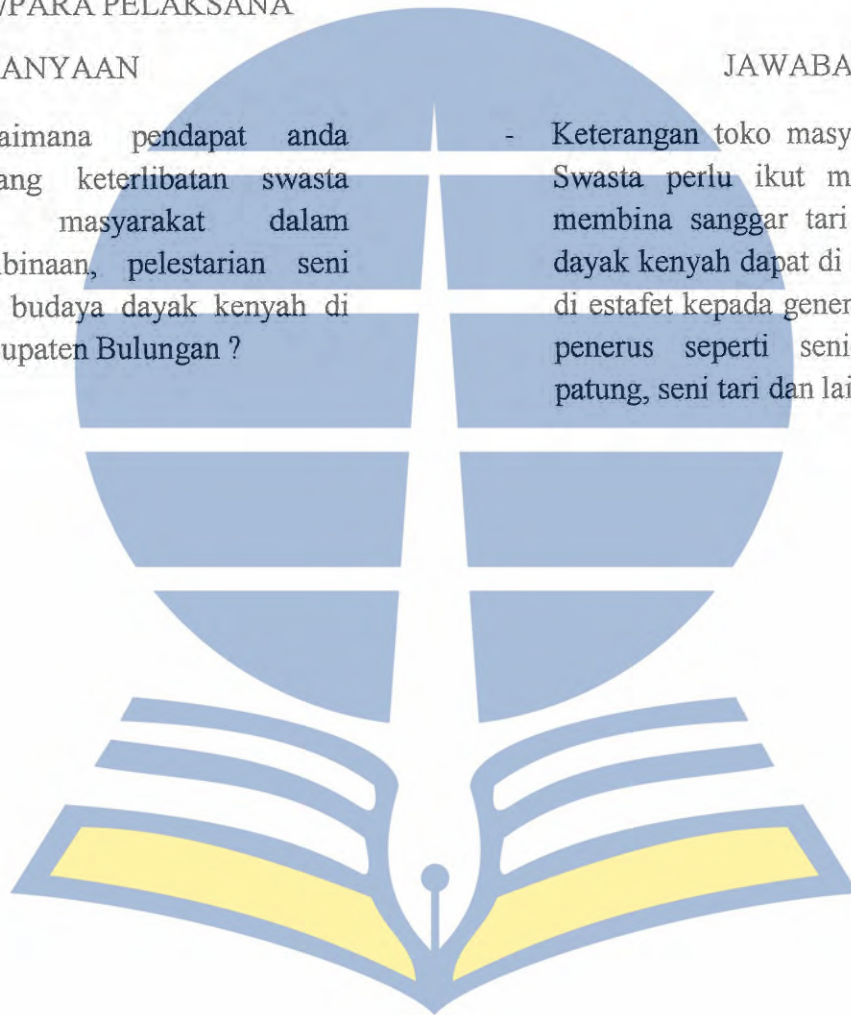 /PARA PELAKSANA
ANYAAN
JAWABA
aimana pendapat anda
ang keterlibatan swasta
masyarakat dalam
binaan, pelestarian seni
budaya dayak kenyah di
upaten Bulungan ?
- Keterangan toko masy
Swasta perlu ikut m
membina sanggar tari
dayak kenyah dapat di
di estafet kepada gener
penerus seperti seni
patung, seni tari dan lai